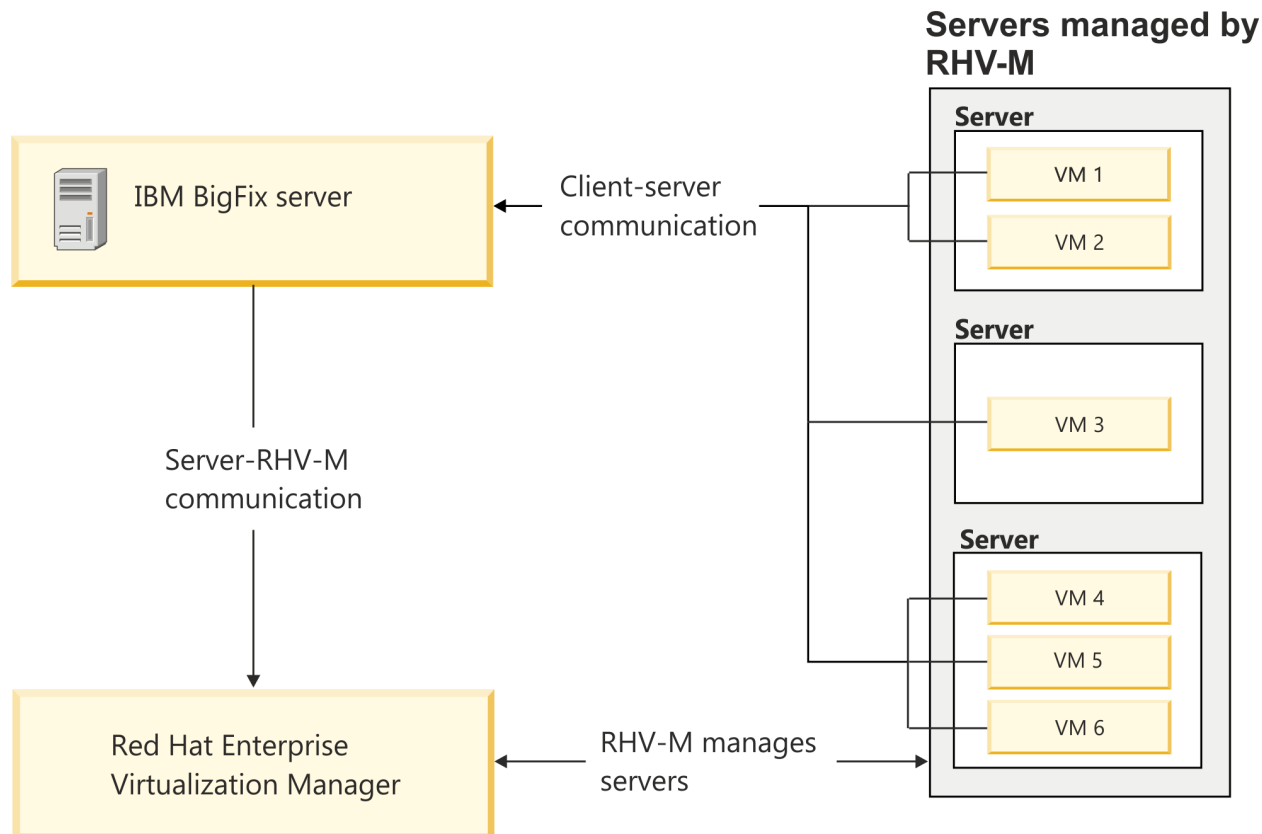 Servers managed by
RHV-M
Server
VM 1
VM 2
IBM BigFix server
Client-server
communication
Server
VM 3
Server-RHV-M
communication
Server
VM 4
VM 5
VM 6
Red Hat Enterprise
Virtualization Manager
RHV-M manages
servers